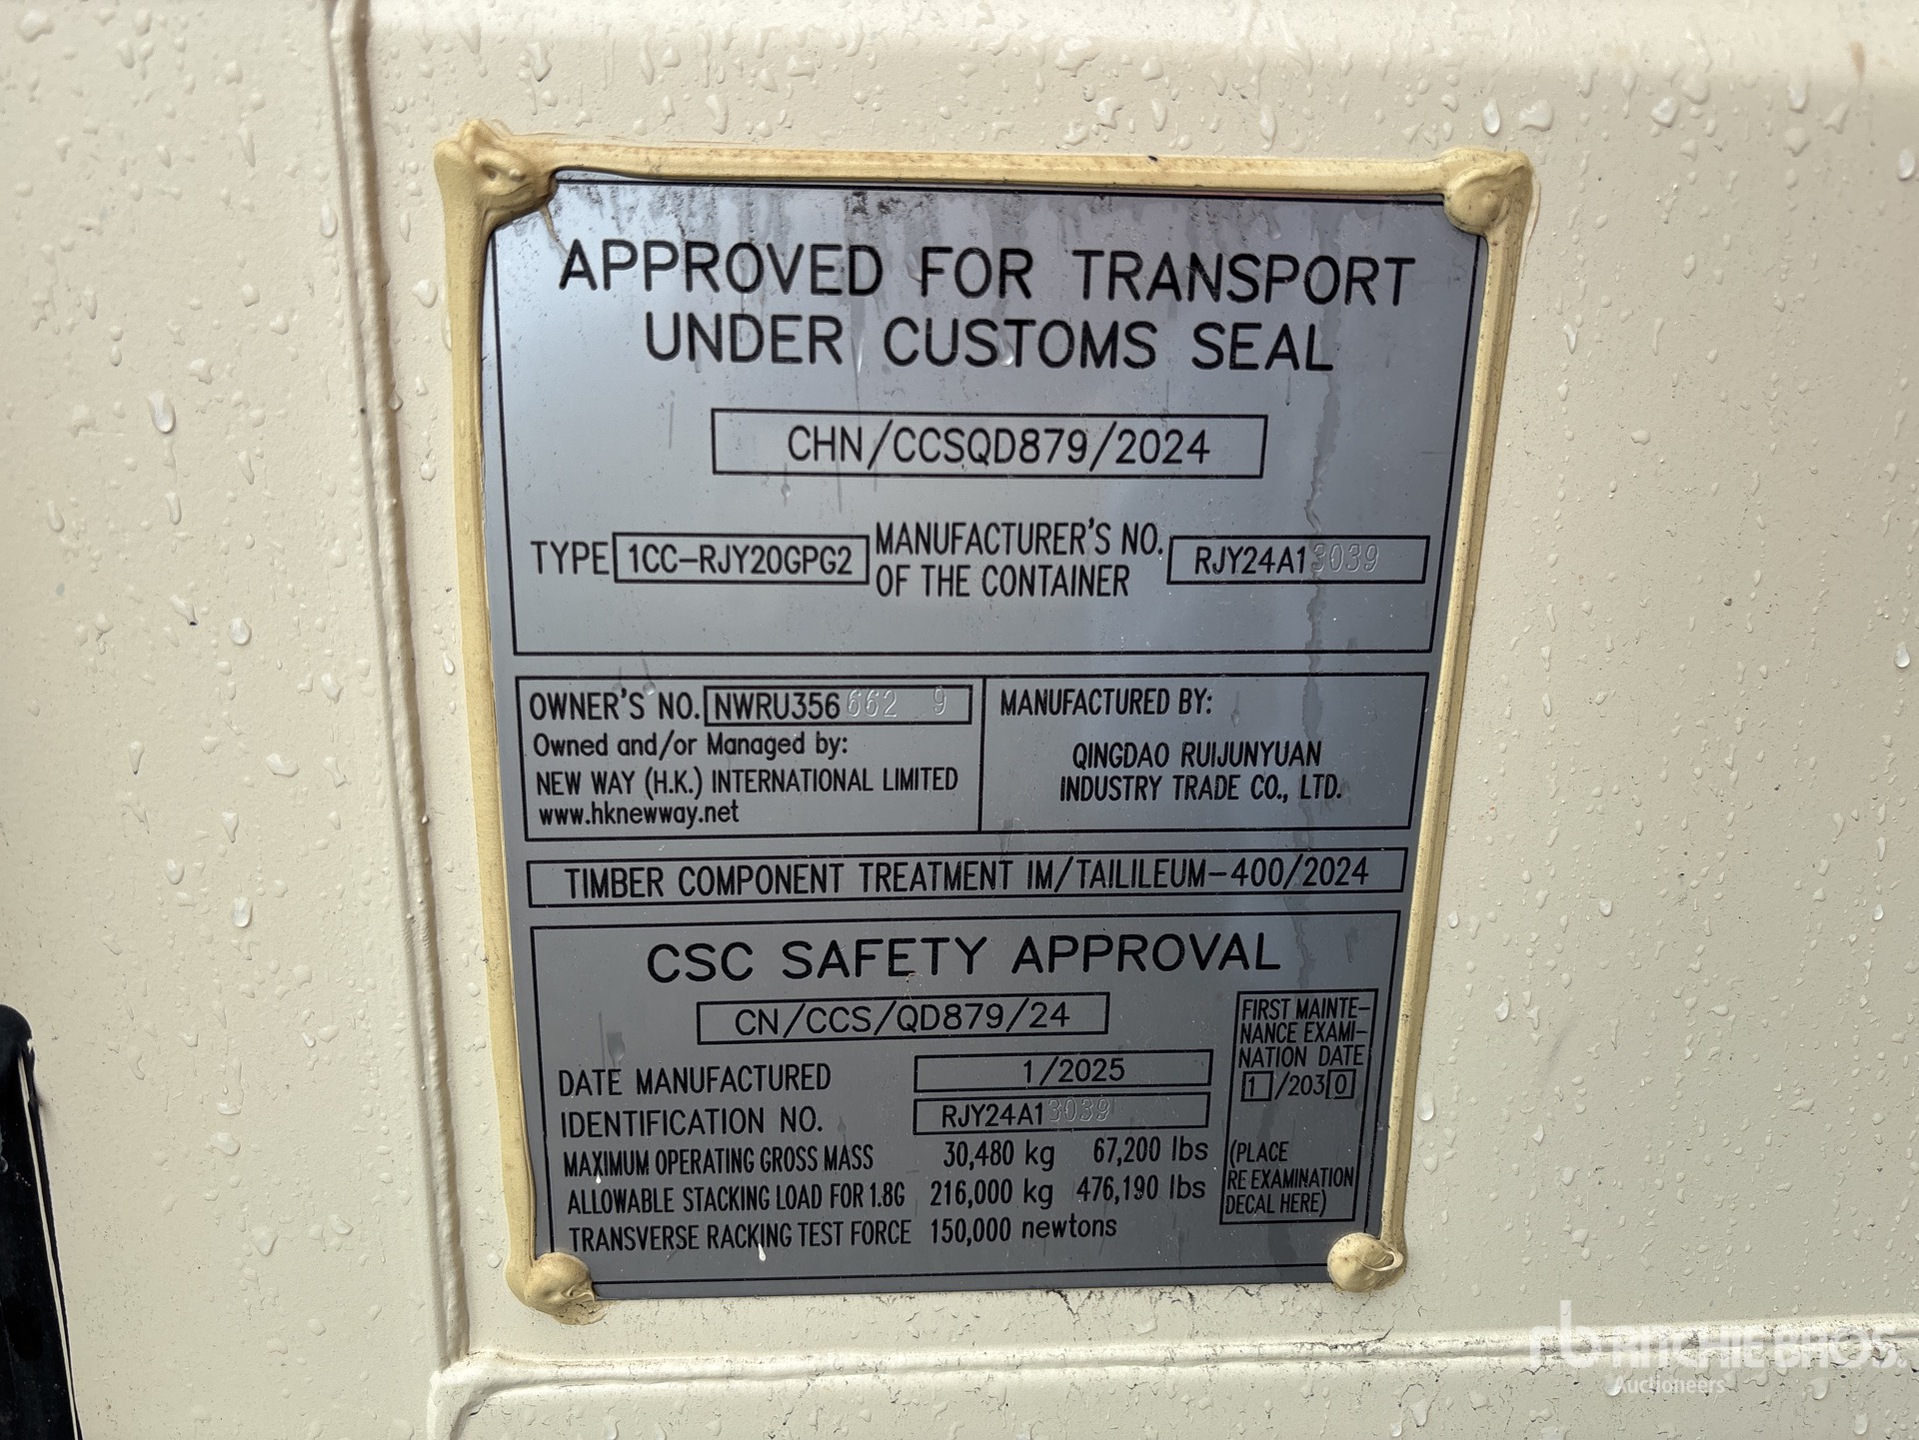 APPROVED FOR TRANSPORT
UNDER CUSTOMS SEAL
CHN/CCSQD879/2024
TYPE 1CC-RJY20GPG2 MANUFACTURER'S NO. OF THE CONTAINER RJY24A13039
OWNER'S NO. NWRU356662 9
Owned and/or Managed by:
NEW WAY (H.K.) INTERNATIONAL LIMITED
www.hknewway.net
MANUFACTURED BY:
QINGDAO RUIJUNYUAN
INDUSTRY TRADE CO., LTD.
TIMBER COMPONENT TREATMENT IM/TAILILEUM-400/2024
CSC SAFETY APPROVAL
CN/CCS/QD879/24
DATE MANUFACTURED 1/2025
IDENTIFICATION NO. RJY24A13039
MAXIMUM OPERATING GROSS MASS 30,480 kg 67,200 lbs
ALLOWABLE STACKING LOAD FOR 1.8G 216,000 kg 476,190 lbs
TRANSVERSE RACKING TEST FORCE 150,000 newtons
FIRST MAINTE-
NANCE EXAMI-
NATION DATE
1/2030
(PLACE
RE EXAMINATION
DECAL HERE)
rb RITCHIE BROS.
Auctioneers